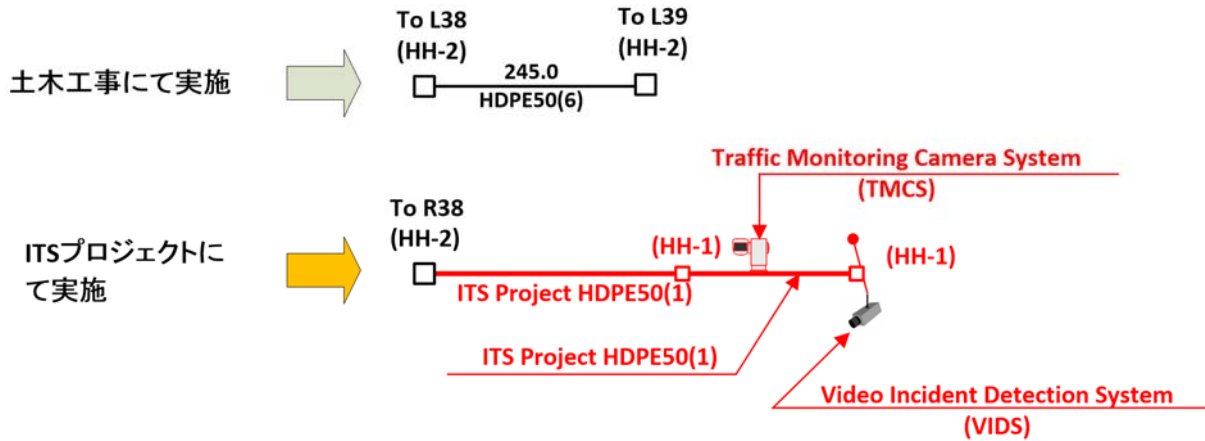 To L38
(HH-2)
To L39
(HH-2)
土木工事にて実施
245.0
HDPE50(6)
Traffic Monitoring Camera System
(TMCS)
To R38
(HH-2)
ITSプロジェクトに
て実施
(HH-1)
(HH-1)
ITS Project HDPE50(1)
ITS Project HDPE50(1)
Video Incident Detection System
(VIDS)